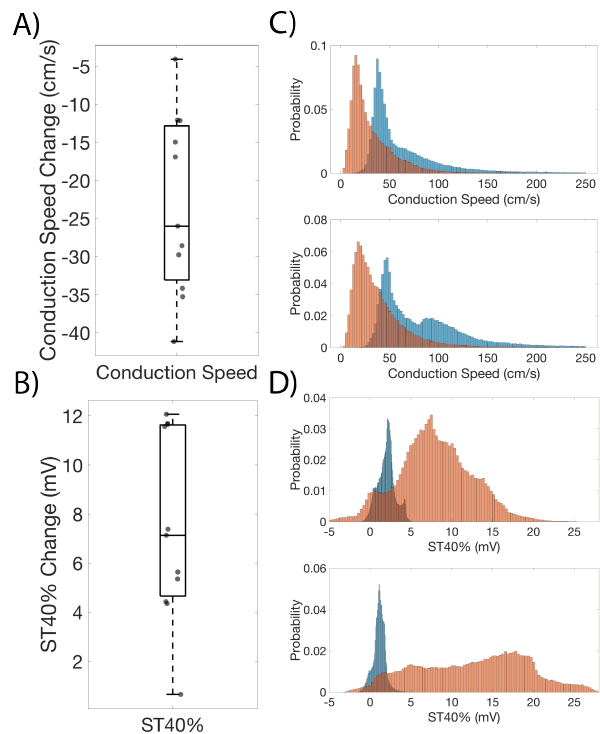 A)
Conduction Speed Change (cm/s)
-5
-10
-15
-20
-25
-30
-35
-40
Conduction Speed
B)
ST40% Change (mV)
12
10
8
6
4
2
ST40%
C)
Probability
0.1
0.05
0
0 50 100 150 200 250
Conduction Speed (cm/s)
Probability
0.08
0.06
0.04
0.02
0
0 50 100 150 200 250
Conduction Speed (cm/s)
D)
Probability
0.04
0.03
0.02
0.01
0
-5 0 5 10 15 20 25
ST40% (mV)
Probability
0.06
0.04
0.02
0
-5 0 5 10 15 20 25
ST40% (mV)